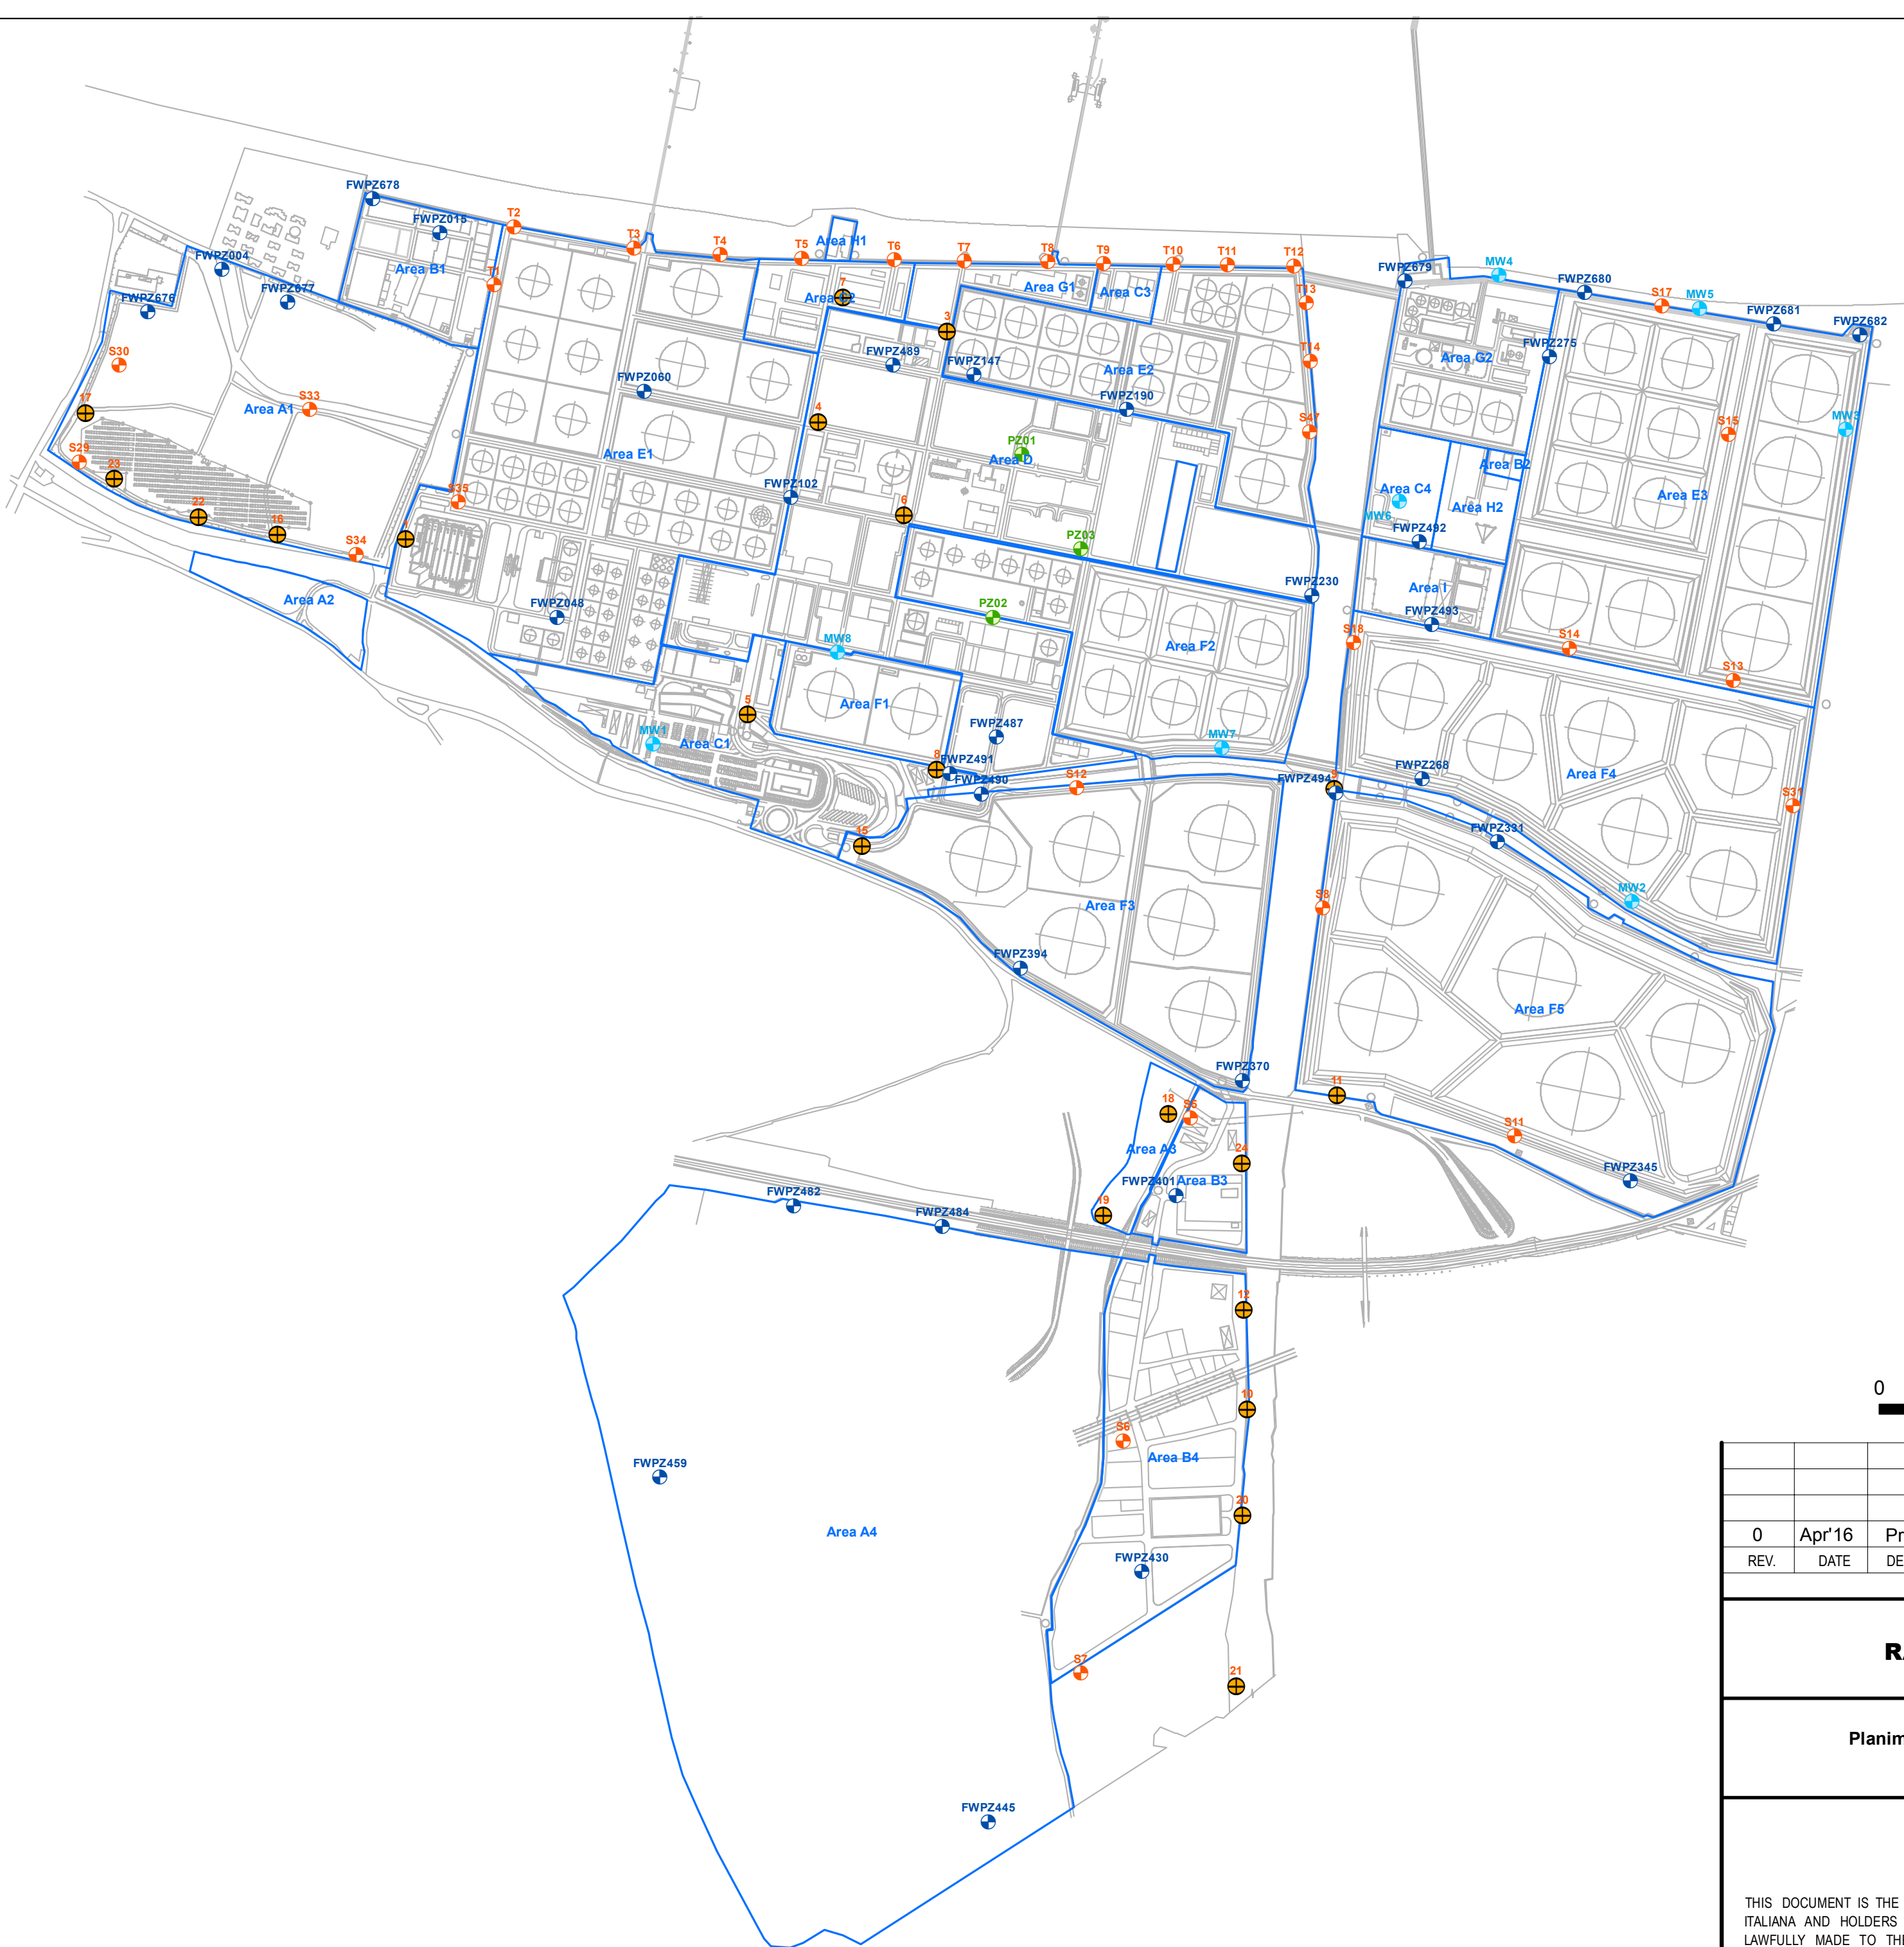 FWPZ678
FWPZ015
T2
T3
T4
T5
Area H1
T6
T7
T8
T9
T10
T11
T12
FWPZ679
MW4
FWPZ680
S17
MW5
FWPZ681
FWPZ682
FWPZ004
Area B1
T1
FWPZ677
FWPZ676
7
Area G1
Area C3
T13
3
S30
FWPZ489
FWPZ147
Area E2
T14
Area G2
FWPZ275
FWPZ060
FWPZ190
17
Area A1
S33
4
S47
S15
MW3
S29
23
Area E1
PZ01
Area D
Area B2
22
16
S35
FWPZ102
6
Area C4
MW6
Area H2
Area E3
1
S34
PZ03
FWPZ492
Area A2
FWPZ048
PZ02
FWPZ230
Area I
FWPZ493
MW8
Area F2
S18
S14
S13
5
Area F1
MW1
Area C1
FWPZ487
MW7
8
FWPZ491
FWPZ490
S12
FWPZ494
9
FWPZ268
Area F4
S31
15
FWPZ331
Area F3
S8
MW2
FWPZ394
Area F5
FWPZ370
11
18
S5
S11
Area A3
24
FWPZ401
Area B3
FWPZ345
FWPZ482
19
FWPZ484
12
10
S6
Area B4
FWPZ459
20
Area A4
FWPZ430
S7
21
FWPZ445
0
0 Apr'16
REV. DATE
THIS DOCUMENT IS THE
ITALIANA AND HOLDERS
LAWFULLY MADE TO